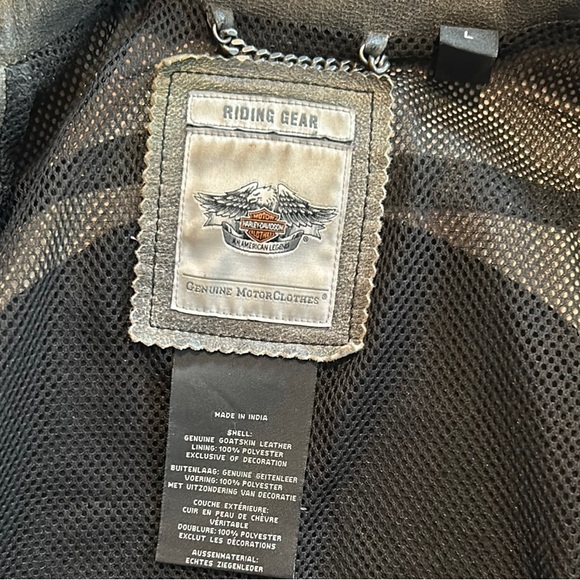 L
RIDING GEAR
MOTOR
HARLEY-DAVIDSON
CLOTHES
AN AMERICAN LEGEND
GENUINE MOTORCLOTHES®
MADE IN INDIA
SHELL:
GENUINE GOATSKIN LEATHER
LINING: 100% POLYESTER
EXCLUSIVE OF DECORATION
BUITENLAAG: GENUINE GEITENLEER
VOERING: 100% POLYESTER
MET UITZONDERING VAN DECORATIE
COUCHE EXTÉRIEURE:
CUIR EN PEAU DE CHÈVRE
VÉRITABLE
DOUBLURE: 100% POLYESTER
EXCLUT LES DÉCORATIONS
AUSSENMATERIAL:
ECHTES ZIEGENLEDER